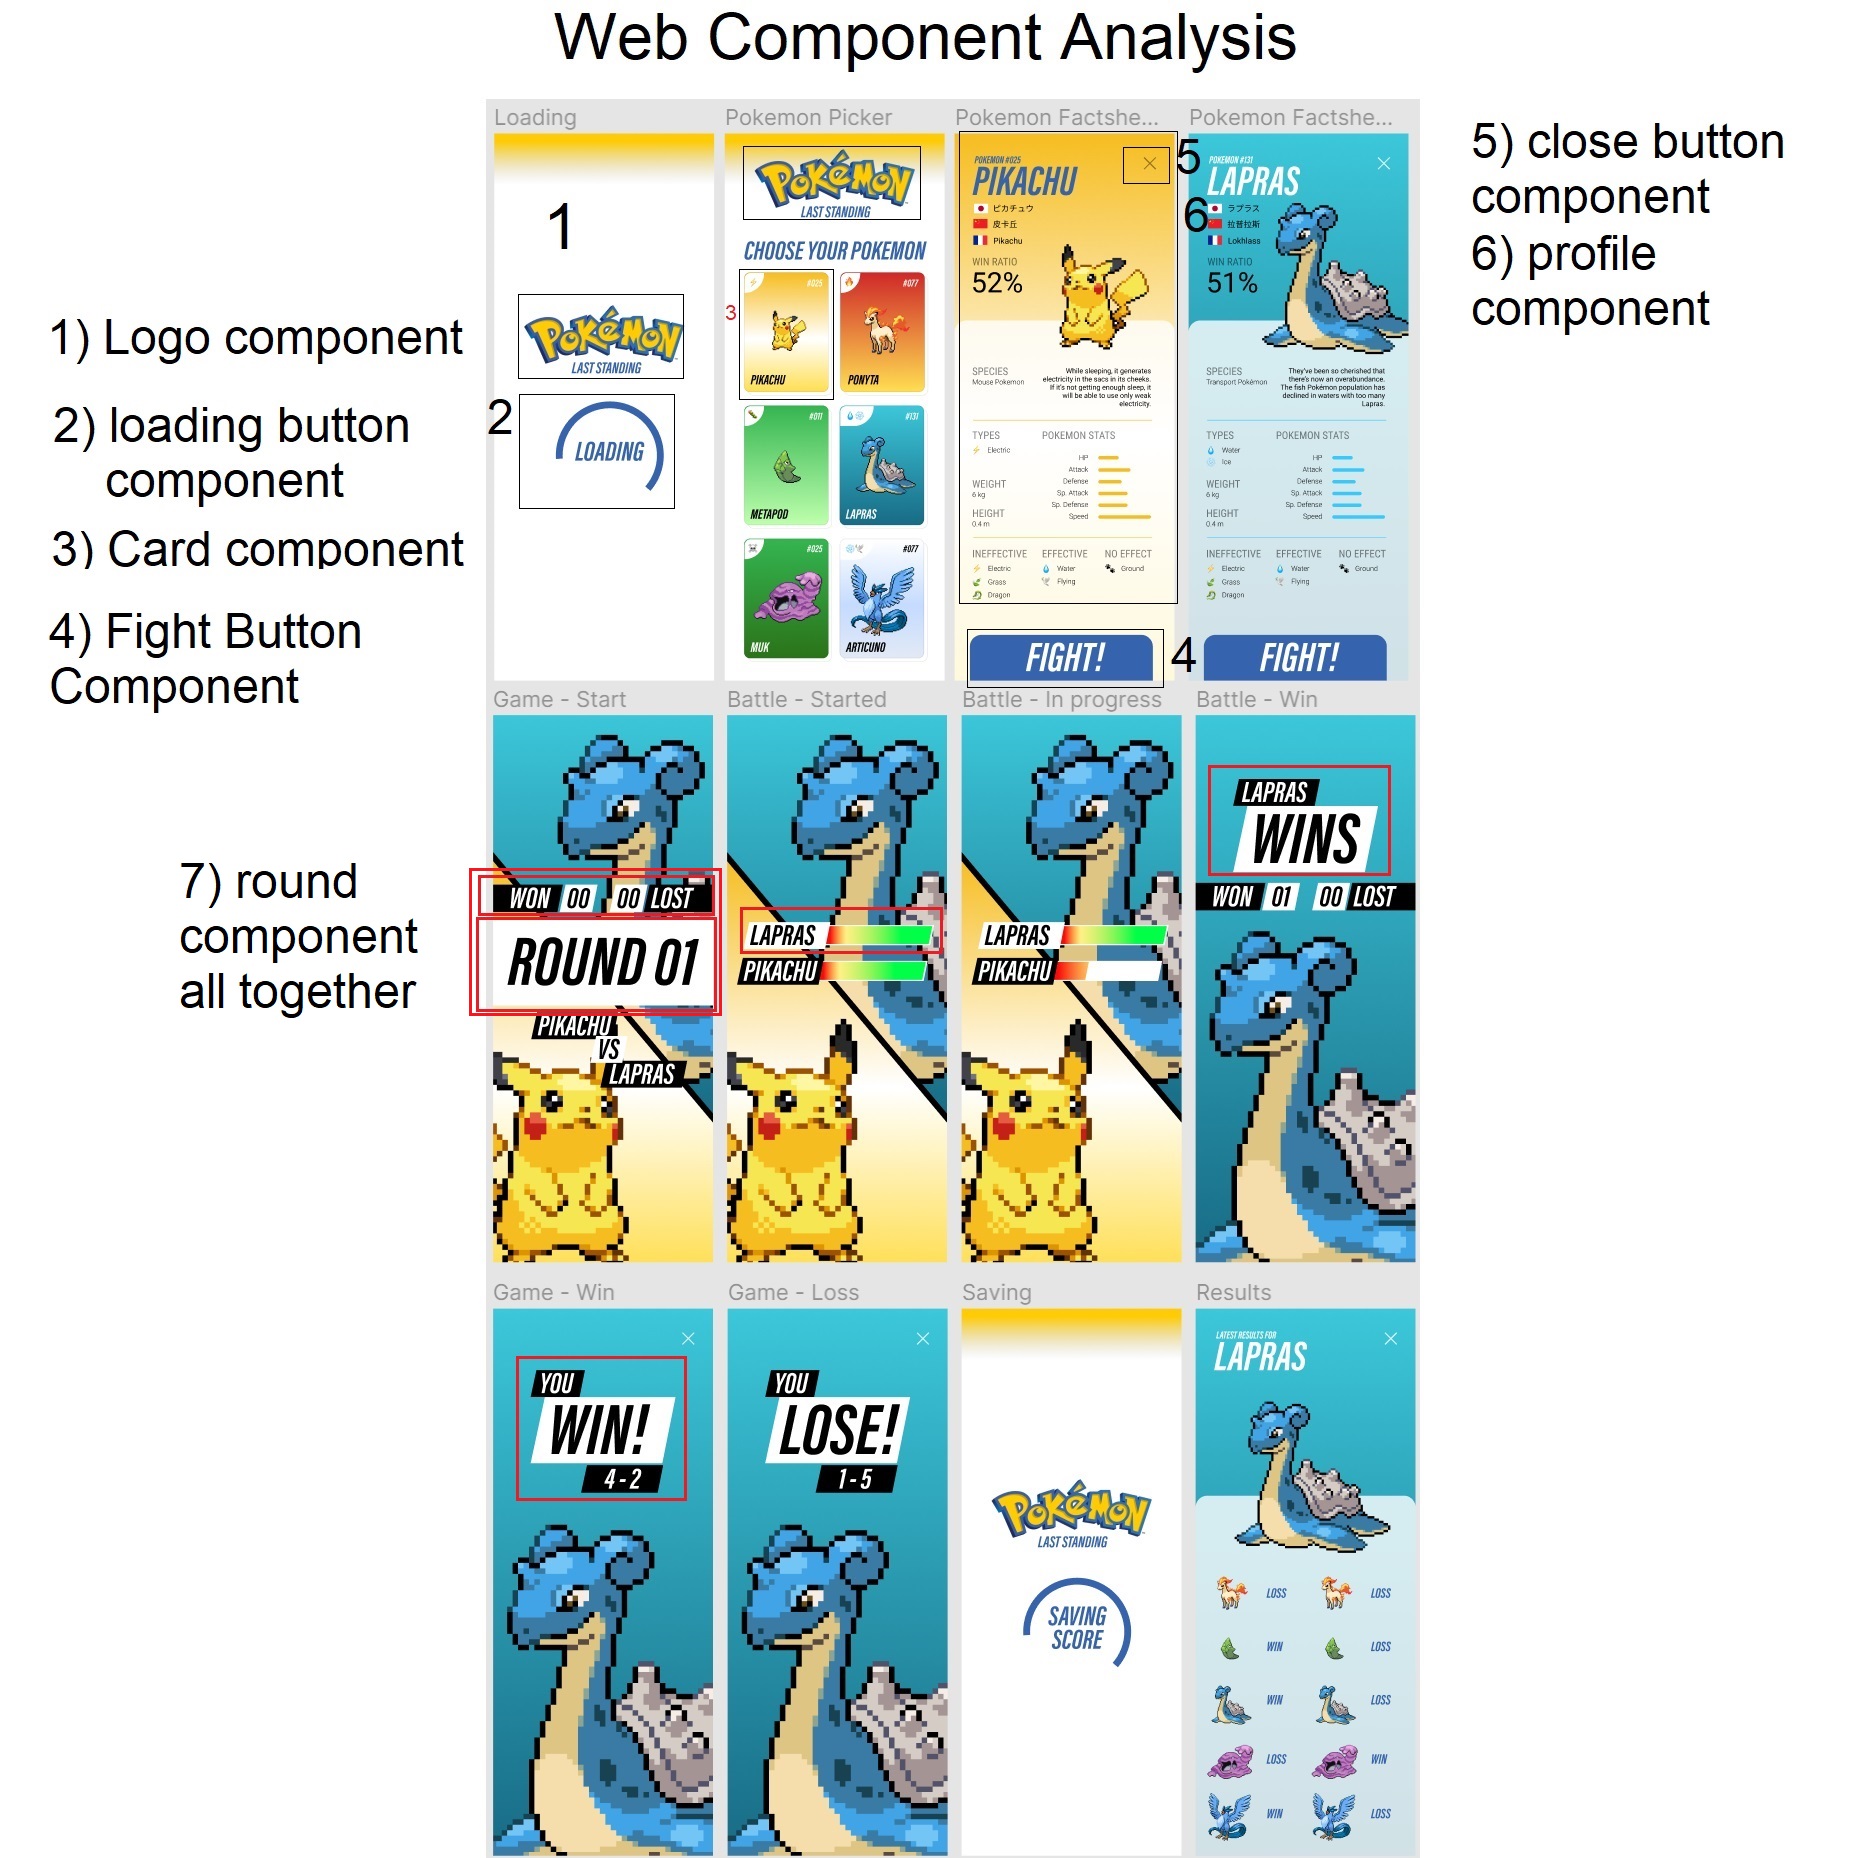 Web Component Analysis
Loading
Pokemon Picker
Pokemon Factshe...
Pokemon Factshe...
1
POKéMON
LAST STANDING
2
LOADING
POKéMON
LAST STANDING
CHOOSE YOUR POKEMON
3
#025
PIKACHU
#077
PONYTA
#011
METAPOD
#131
LAPRAS
#025
MUK
#077
ARTICUNO
POKEMON #025
PIKACHU
ピカチュウ
皮卡丘
Pikachu
WIN RATIO
52%
SPECIES
Mouse Pokemon
While sleeping, it generates
electricity in the sacs in its cheeks.
If it's not getting enough sleep, it
will be able to use only weak
electricity.
TYPES
Electric
WEIGHT
6 kg
HEIGHT
0.4 m
POKEMON STATS
HP
Attack
Defense
Sp. Attack
Sp. Defense
Speed
INEFFECTIVE
Electric
Grass
Dragon
EFFECTIVE
Water
Flying
NO EFFECT
Ground
FIGHT!
4
5
6
POKEMON #131
LAPRAS
ラプラス
拉普拉斯
Lokhlass
WIN RATIO
51%
SPECIES
Transport Pokémon
They've been so cherished that
there's now an overabundance.
The fish Pokémon population has
declined in waters with too many
Lapras.
TYPES
Water
Ice
WEIGHT
6 kg
HEIGHT
0.4 m
POKEMON STATS
HP
Attack
Defense
Sp. Attack
Sp. Defense
Speed
INEFFECTIVE
Electric
Grass
Dragon
EFFECTIVE
Water
Flying
NO EFFECT
Ground
FIGHT!
1) Logo component
2) loading button
component
3) Card component
4) Fight Button
Component
5) close button
component
6) profile
component
7) round
component
all together
Game - Start
WON 00 00 LOST
ROUND 01
PIKACHU
VS
LAPRAS
Battle - Started
LAPRAS
PIKACHU
Battle - In progress
LAPRAS
PIKACHU
Battle - Win
LAPRAS
WINS
WON 01 00 LOST
Game - Win
YOU
WIN!
4 - 2
Game - Loss
YOU
LOSE!
1 - 5
Saving
POKéMON
LAST STANDING
SAVING
SCORE
Results
LATEST RESULTS FOR
LAPRAS
LOSS LOSS
WIN LOSS
WIN LOSS
LOSS WIN
WIN LOSS